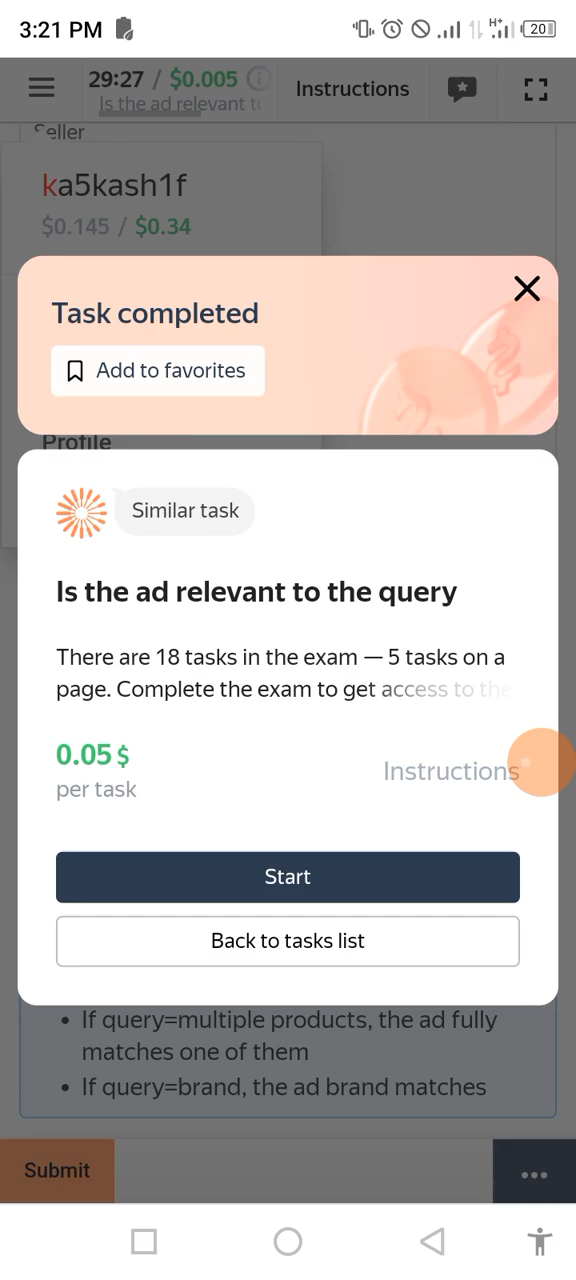 3:21 PM
H+
20
29:27 / $0.005
Instructions
Is the ad relevant to
Seller
ka5kash1f
$0.145 / $0.34
Task completed
Add to favorites
Profile
Similar task
Is the ad relevant to the query
There are 18 tasks in the exam — 5 tasks on a
page. Complete the exam to get access to the
0.05 $
per task
Instructions
Start
Back to tasks list
• If query=multiple products, the ad fully
matches one of them
• If query=brand, the ad brand matches
Submit